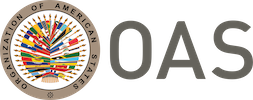 ORGANIZATION OF AMERICAN STATES
OAS